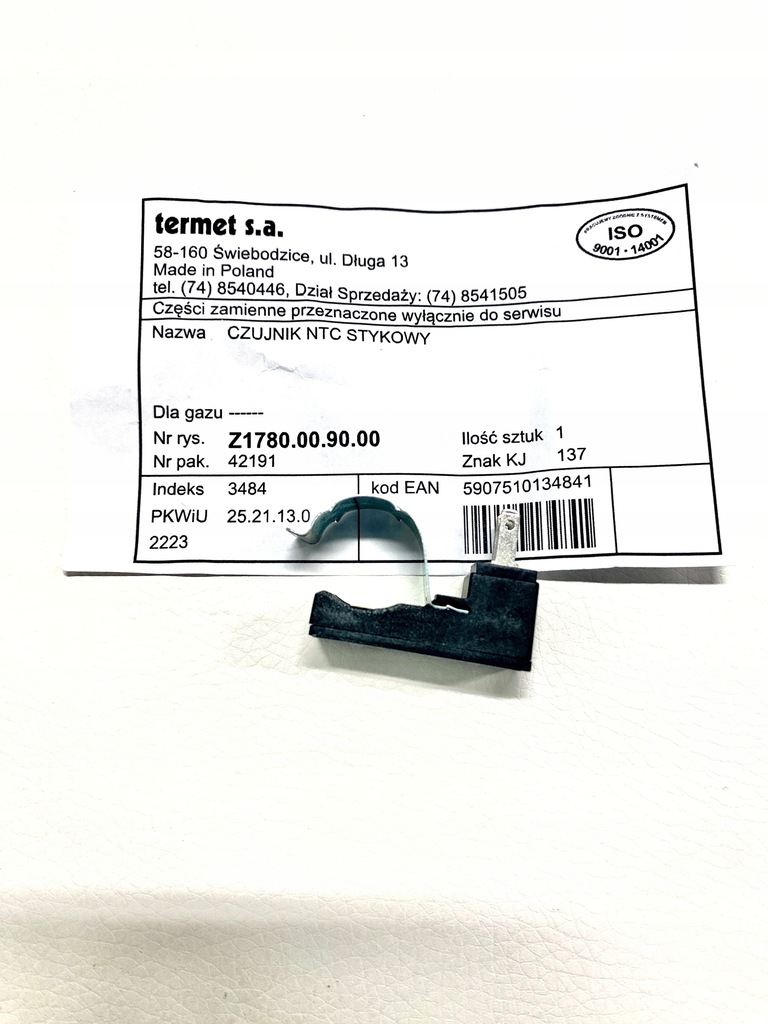 termet s.a.
58-160 Świebodzice, ul. Długa 13
Made in Poland
tel. (74) 8540446, Dział Sprzedaży: (74) 8541505
PRACUJEMY ZGODNIE Z SYSTEMEM
ISO
9001 · 14001
Części zamienne przeznaczone wyłącznie do serwisu
Nazwa CZUJNIK NTC STYKOWY
Dla gazu ------
Nr rys. Z1780.00.90.00 Ilość sztuk 1
Nr pak. 42191 Znak KJ 137
Indeks 3484 kod EAN 5907510134841
PKWiU 25.21.13.0
2223